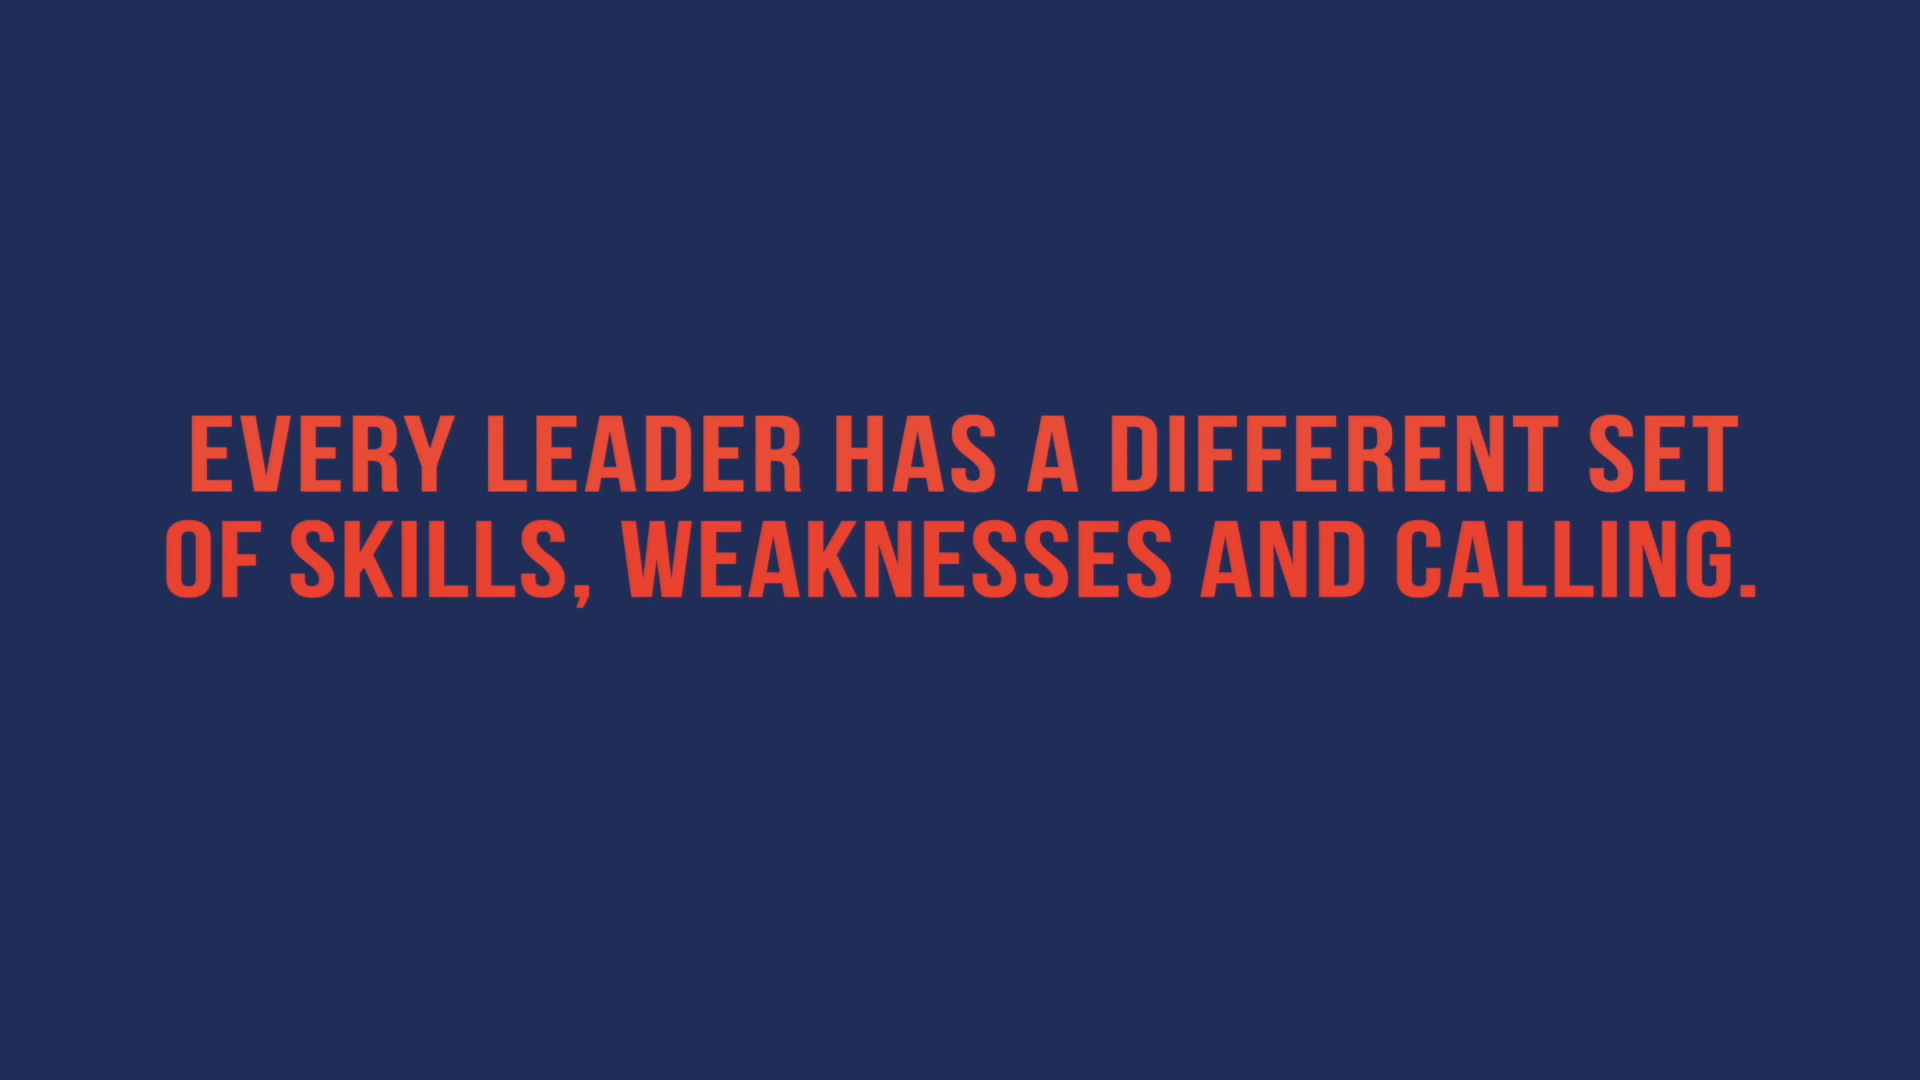 EVERY LEADER HAS A DIFFERENT SET
OF SKILLS, WEAKNESSES AND CALLING.